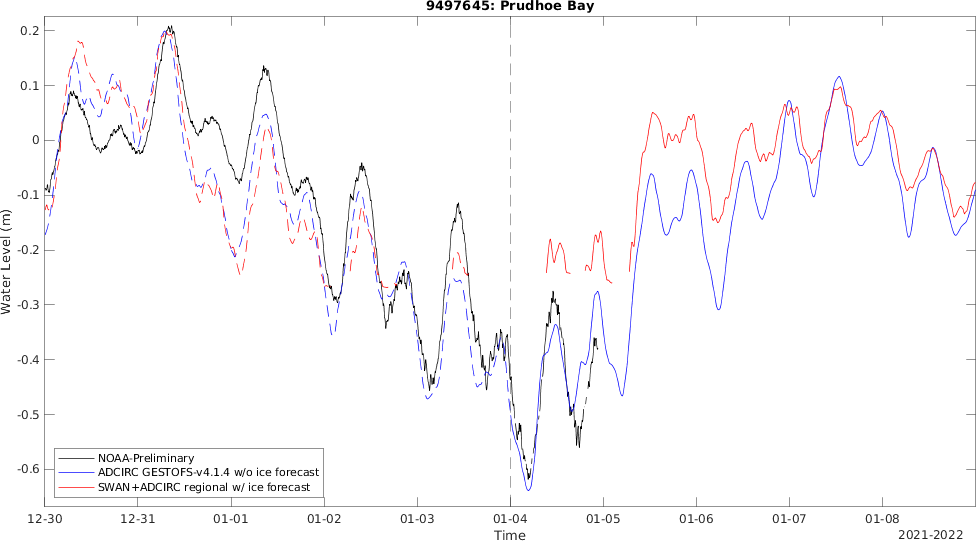 9497645: Prudhoe Bay
Water Level (m)
0.2
0.1
0
-0.1
-0.2
-0.3
-0.4
-0.5
-0.6
NOAA-Preliminary
ADCIRC GESTOFS-v4.1.4 w/o ice forecast
SWAN+ADCIRC regional w/ ice forecast
12-30 12-31 01-01 01-02 01-03 01-04 01-05 01-06 01-07 01-08
Time
2021-2022